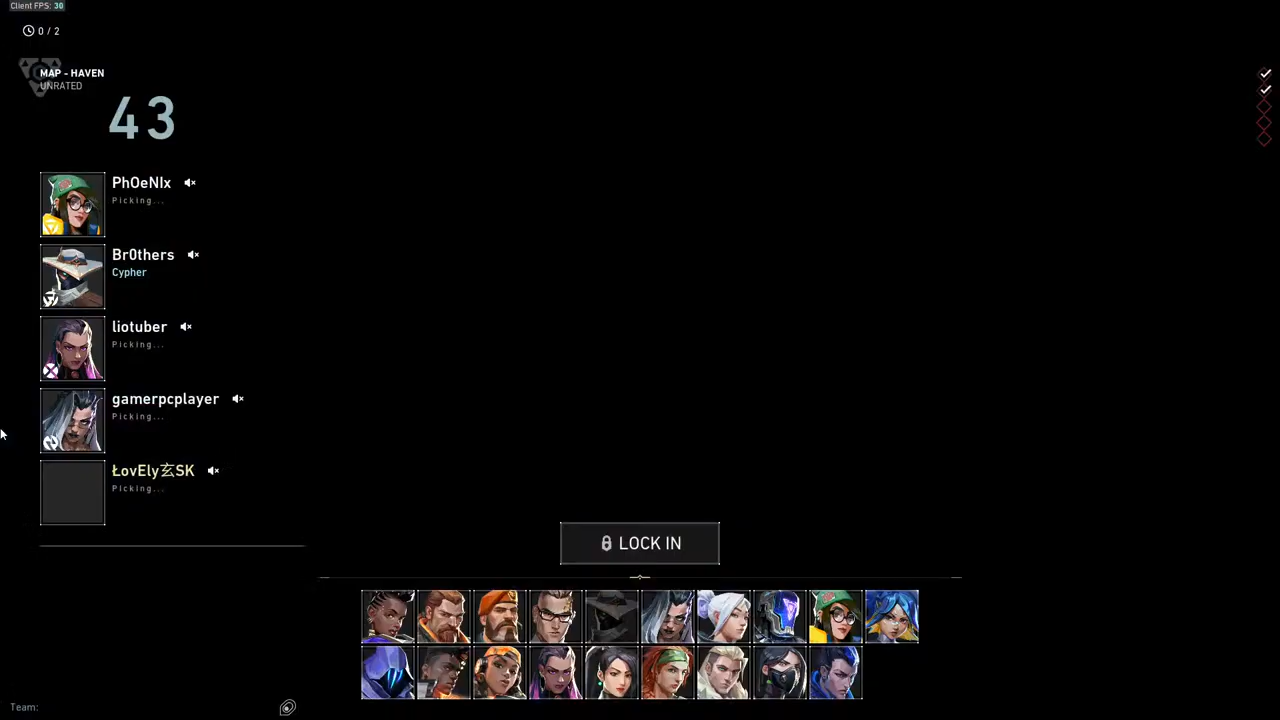 Client FPS: 30
0 / 2
MAP - HAVEN
UNRATED
43
PhOeNIx
Picking...
Br0thers
Cypher
liotuber
Picking...
gamerpcplayer
Picking...
ŁovEly玄SK
Picking...
LOCK IN
Team: